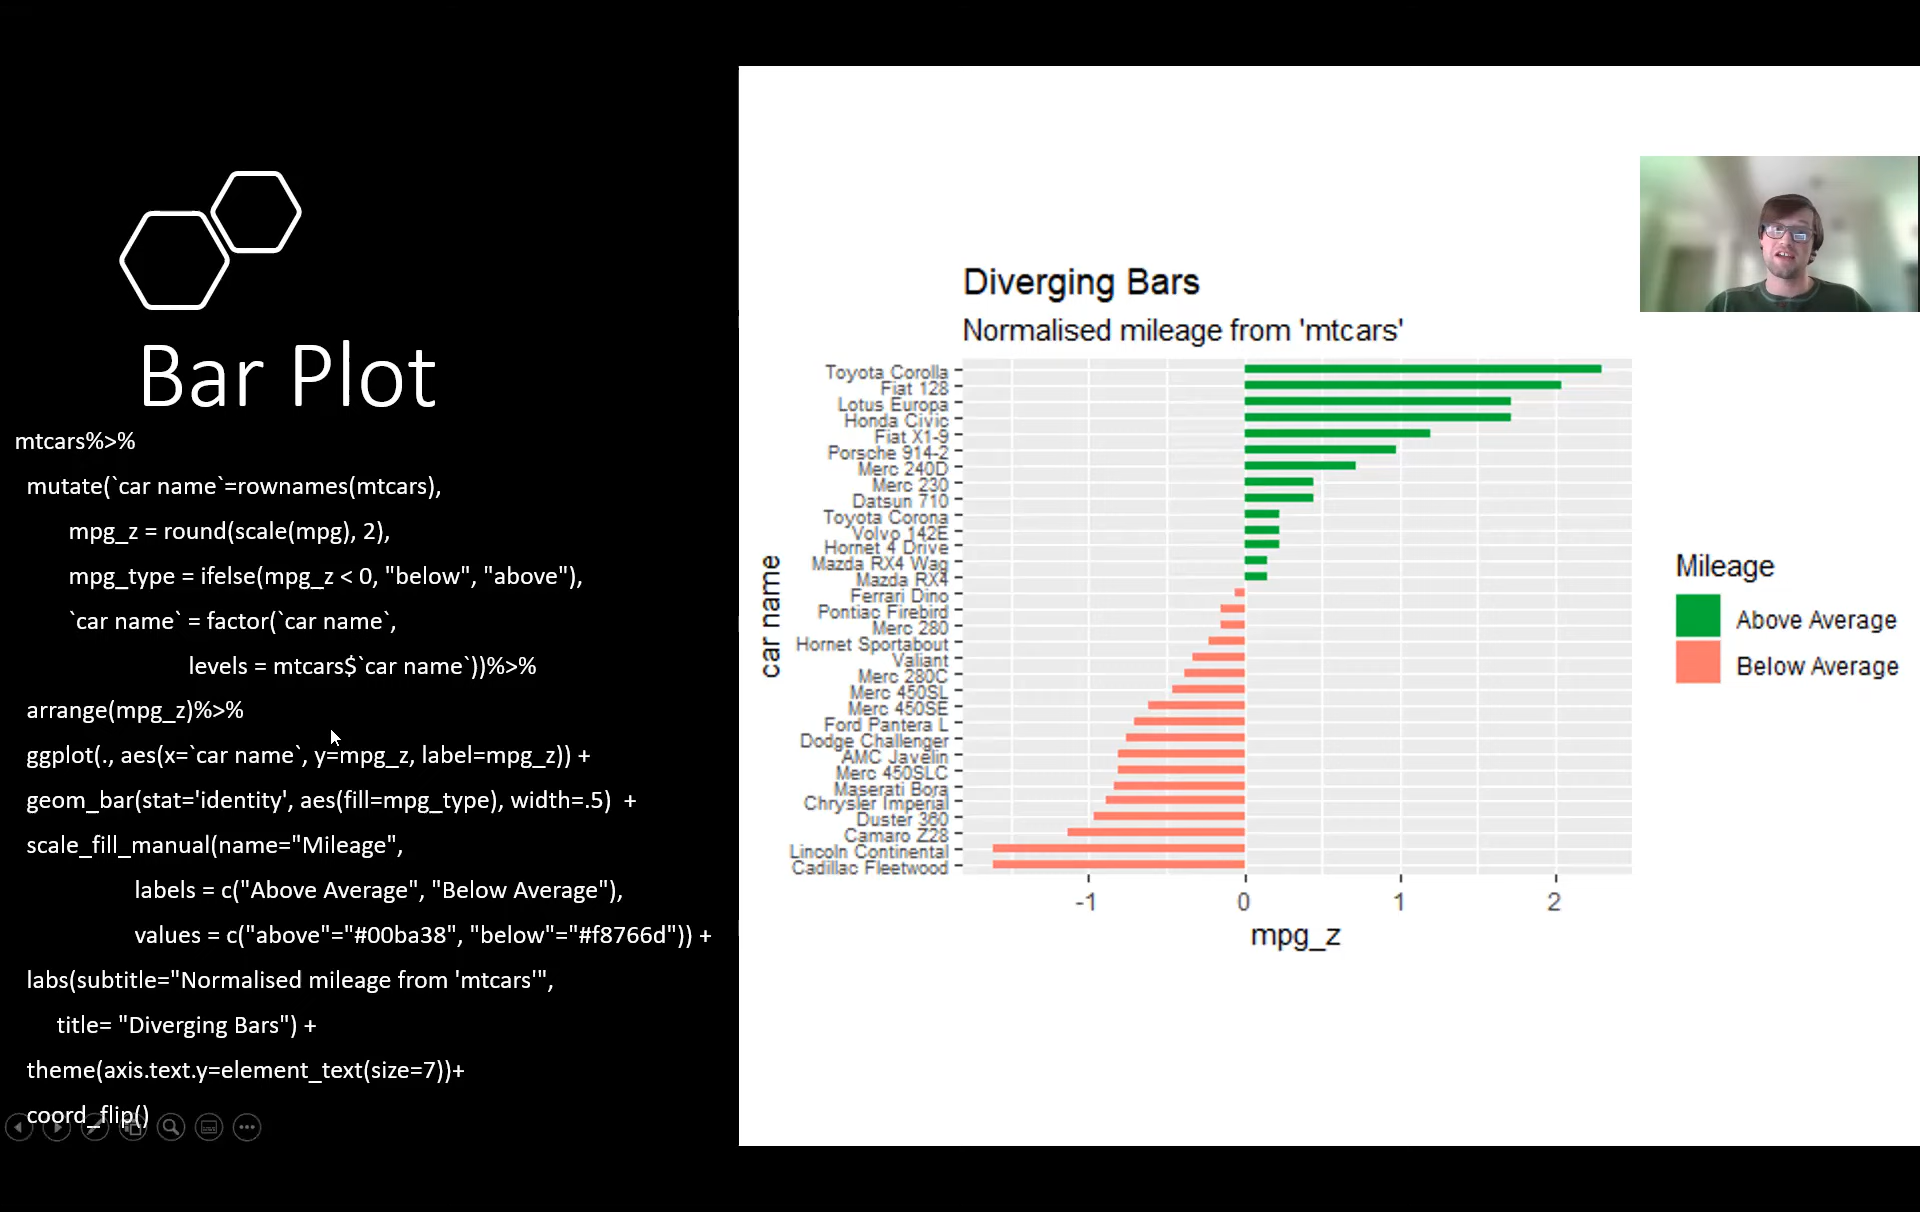 Bar Plot
mtcars%>%
mutate(`car name`=rownames(mtcars),
mpg_z = round(scale(mpg), 2),
mpg_type = ifelse(mpg_z < 0, "below", "above"),
`car name` = factor(`car name`,
levels = mtcars$`car name`))%>%
arrange(mpg_z)%>%
ggplot(., aes(x=`car name`, y=mpg_z, label=mpg_z)) +
geom_bar(stat='identity', aes(fill=mpg_type), width=.5) +
scale_fill_manual(name="Mileage",
labels = c("Above Average", "Below Average"),
values = c("above"="#00ba38", "below"="#f8766d")) +
labs(subtitle="Normalised mileage from 'mtcars'",
title= "Diverging Bars") +
theme(axis.text.y=element_text(size=7))+
coord_flip()
Diverging Bars
Normalised mileage from 'mtcars'
car name
Toyota Corolla
Fiat 128
Lotus Europa
Honda Civic
Fiat X1-9
Porsche 914-2
Merc 240D
Merc 230
Datsun 710
Toyota Corona
Volvo 142E
Hornet 4 Drive
Mazda RX4 Wag
Mazda RX4
Ferrari Dino
Pontiac Firebird
Merc 280
Hornet Sportabout
Valiant
Merc 280C
Merc 450SL
Merc 450SE
Ford Pantera L
Dodge Challenger
AMC Javelin
Merc 450SLC
Maserati Bora
Chrysler Imperial
Duster 360
Camaro Z28
Lincoln Continental
Cadillac Fleetwood
-1 0 1 2
mpg_z
Mileage
Above Average
Below Average